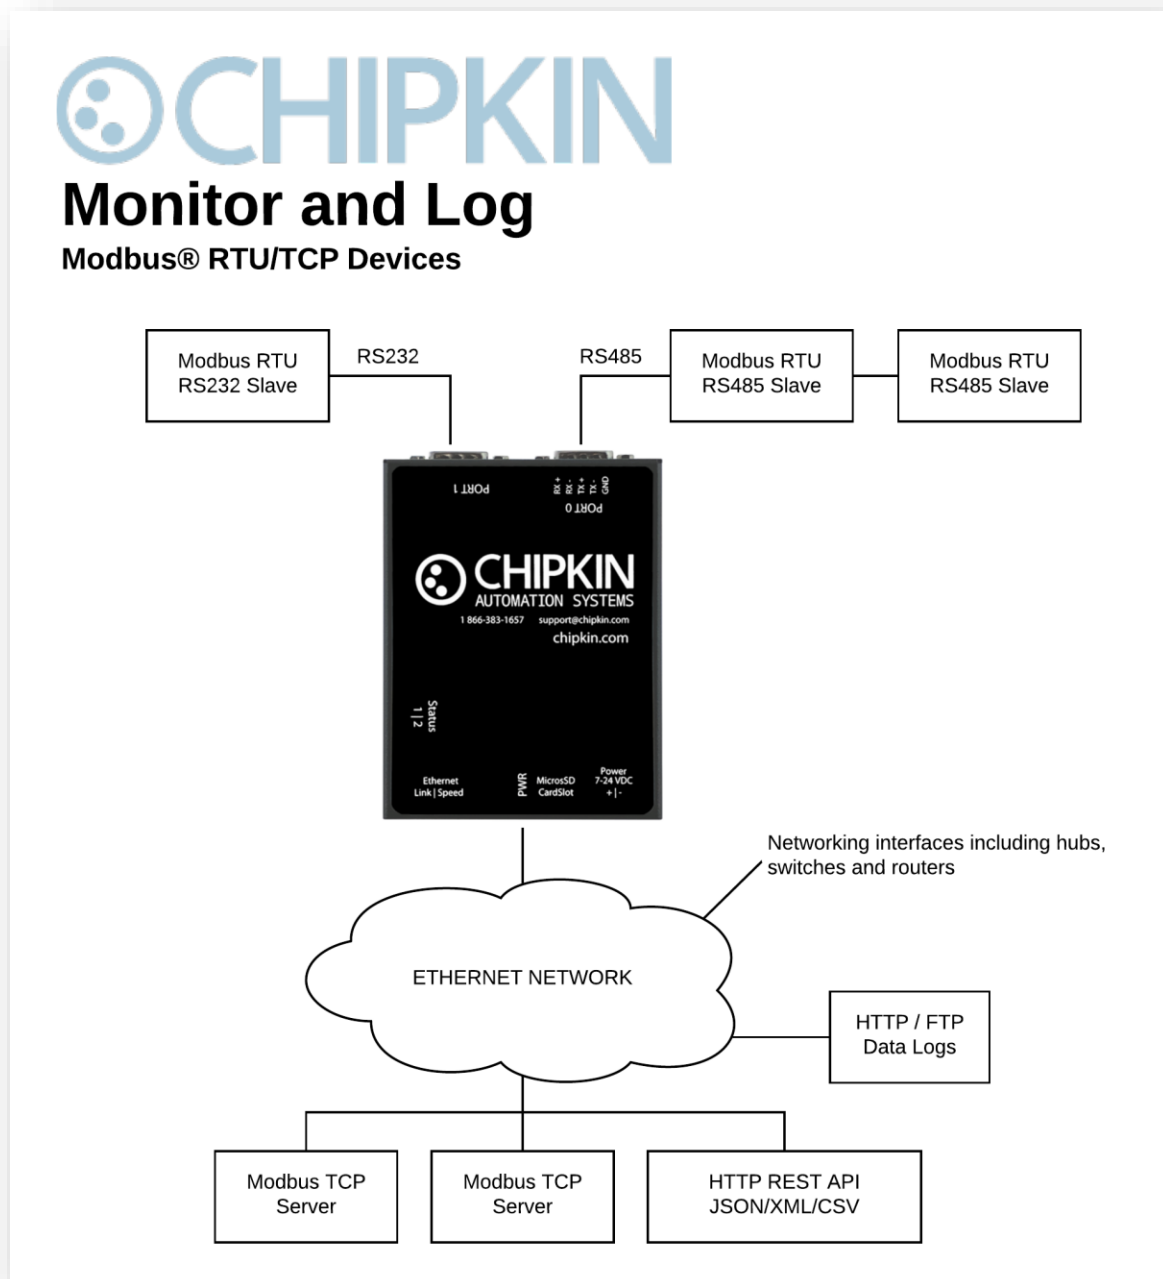 CHIPKIN
Monitor and Log
Modbus® RTU/TCP Devices
Modbus RTU
RS232 Slave
RS232
RS485
Modbus RTU
RS485 Slave
Modbus RTU
RS485 Slave
PORT 1
RX +
RX -
TX +
TX -
GND
PORT 0
CHIPKIN
AUTOMATION SYSTEMS
1 866-383-1657 support@chipkin.com
chipkin.com
Status
1 | 2
Ethernet
Link | Speed
PWR
MicrosSD
CardSlot
Power
7-24 VDC
+ | -
Networking interfaces including hubs,
switches and routers
ETHERNET NETWORK
HTTP / FTP
Data Logs
Modbus TCP
Server
Modbus TCP
Server
HTTP REST API
JSON/XML/CSV